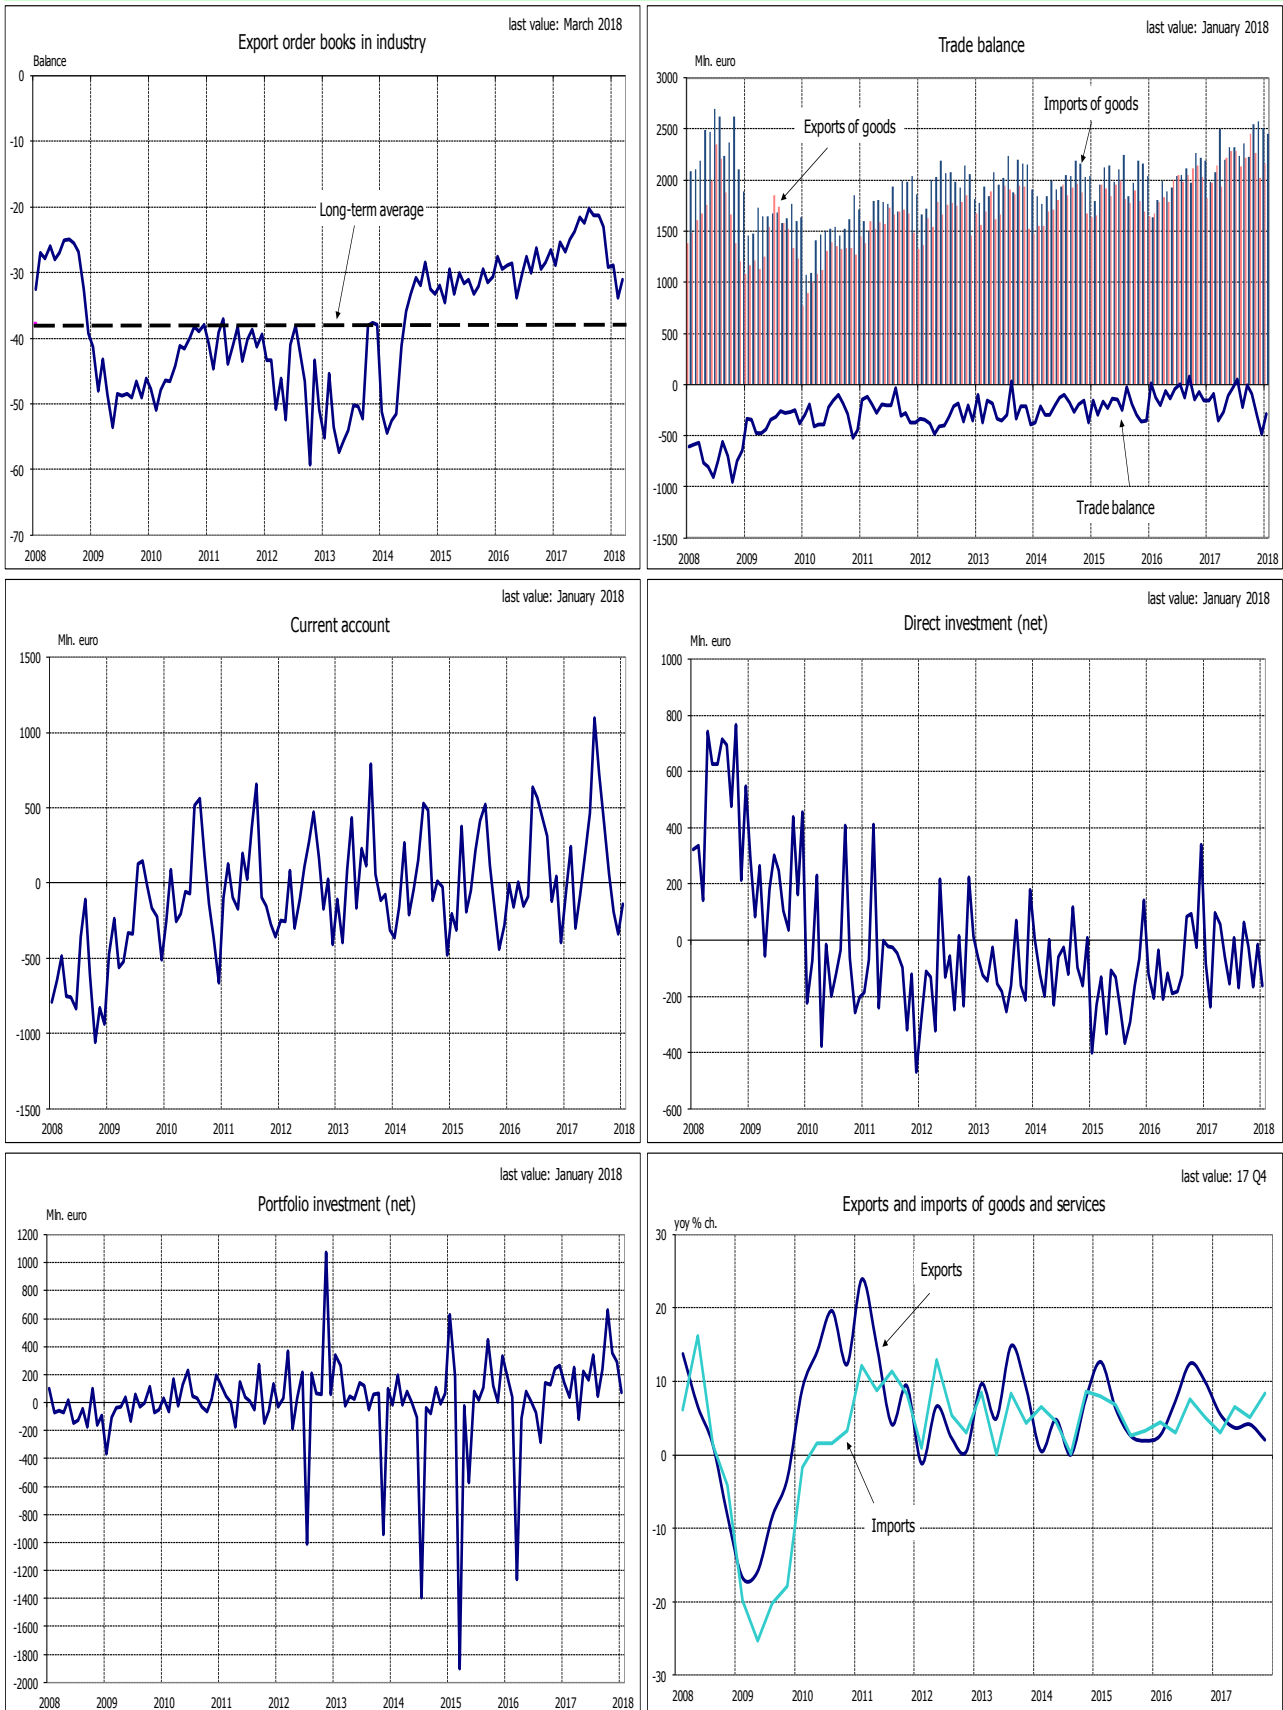 last value: March 2018
Export order books in industry
Balance
0
-10
-20
Long-term average
-30
-40
-50
-60
-70
2008 2009 2010 2011 2012 2013 2014 2015 2016 2017 2018
last value: January 2018
Trade balance
Mln. euro
3000
Imports of goods
2500
Exports of goods
2000
1500
1000
500
0
-500
Trade balance
-1000
-1500
2008 2009 2010 2011 2012 2013 2014 2015 2016 2017 2018
last value: January 2018
Current account
Mln. euro
1500
1000
500
0
-500
-1000
-1500
2008 2009 2010 2011 2012 2013 2014 2015 2016 2017 2018
last value: January 2018
Direct investment (net)
Mln. euro
1000
800
600
400
200
0
-200
-400
-600
2008 2009 2010 2011 2012 2013 2014 2015 2016 2017 2018
last value: January 2018
Portfolio investment (net)
Mln. euro
1200
1000
800
600
400
200
0
-200
-400
-600
-800
-1000
-1200
-1400
-1600
-1800
-2000
2008 2009 2010 2011 2012 2013 2014 2015 2016 2017 2018
last value: 17 Q4
Exports and imports of goods and services
yoy % ch.
30
Exports
20
10
0
Imports
-10
-20
-30
2008 2009 2010 2011 2012 2013 2014 2015 2016 2017